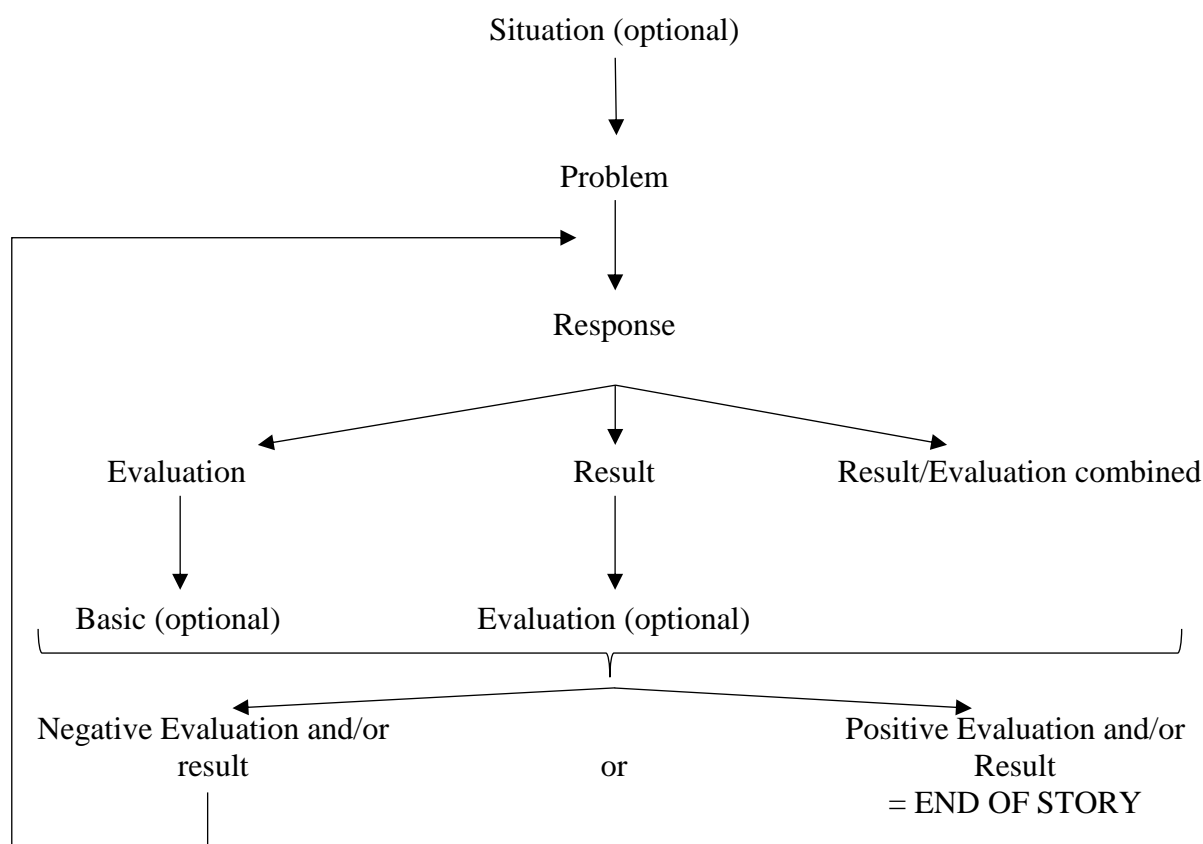 Situation (optional)
Problem
Response
Evaluation
Result
Result/Evaluation combined
Basic (optional)
Evaluation (optional)
Negative Evaluation and/or
result
or
Positive Evaluation and/or
Result
= END OF STORY